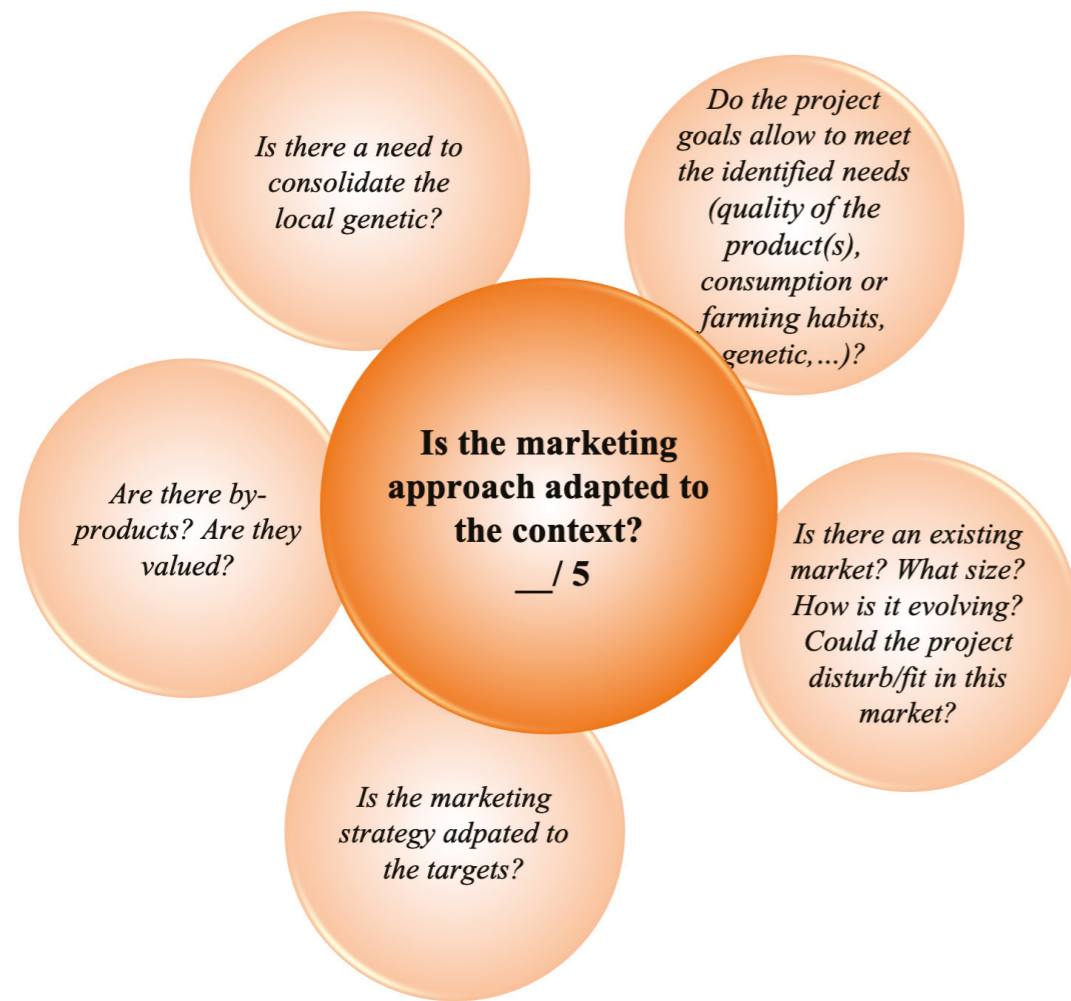 Is there a need to
consolidate the
local genetic?
Do the project
goals allow to meet
the identified needs
(quality of the
product(s),
consumption or
farming habits,
genetic,...)?
Is the marketing
approach adapted to
the context?
__/ 5
Are there by-
products? Are they
valued?
Is there an existing
market? What size?
How is it evolving?
Could the project
disturb/fit in this
market?
Is the marketing
strategy adpated to
the targets?